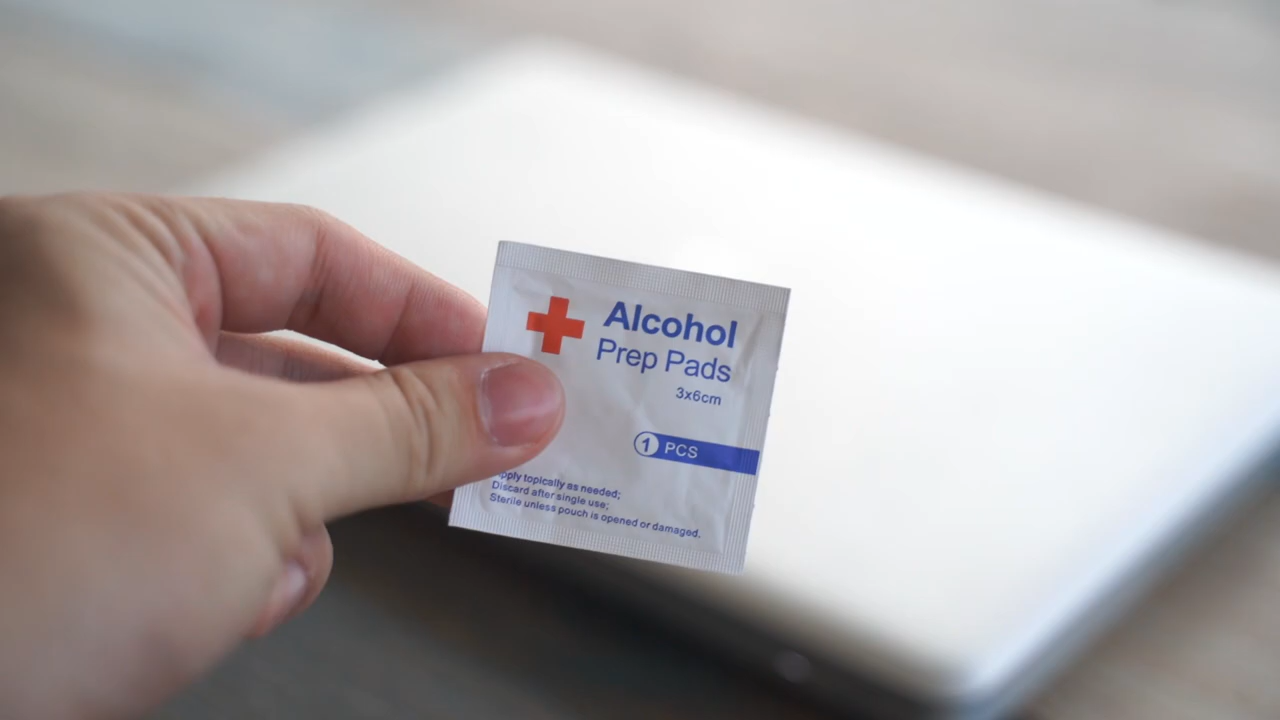 Alcohol
Prep Pads
3x6cm
1 PCS
pply topically as needed;
Discard after single use;
Sterile unless pouch is opened or damaged.